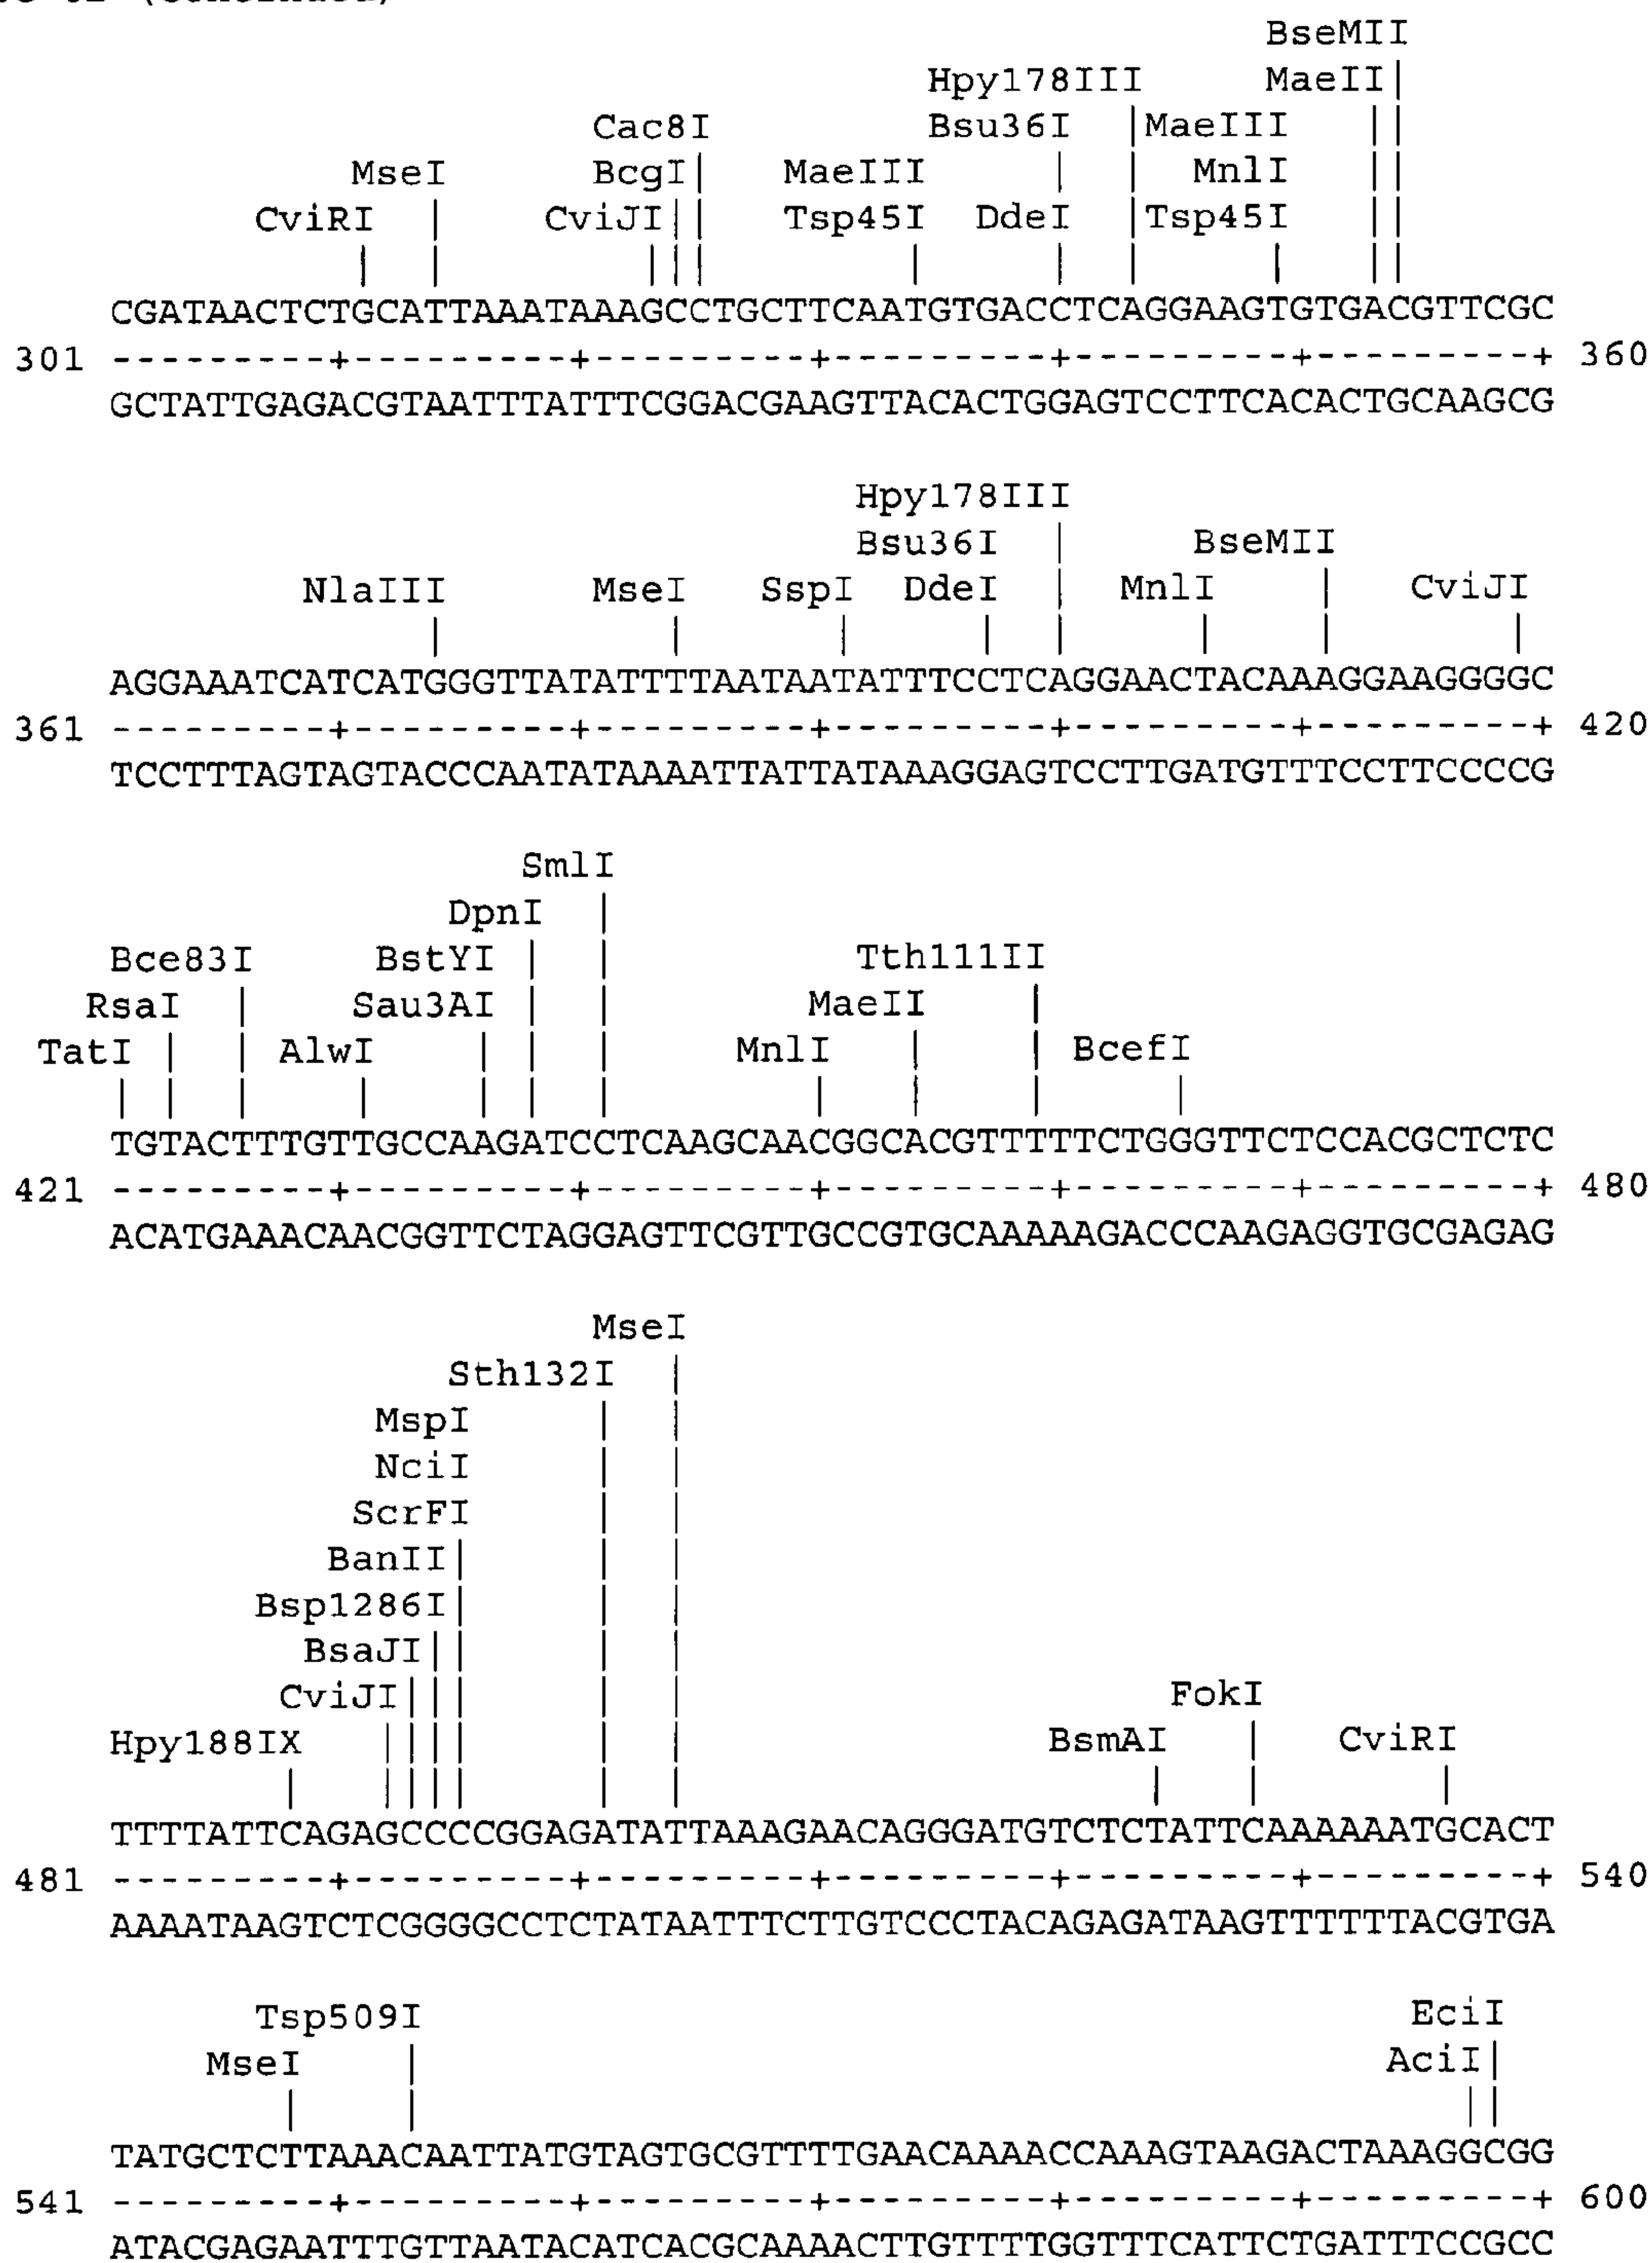 BseMII
Hpy178III MaeII|
Cac8I Bsu36I |MaeIII ||
MseI BcgI| MaeIII | | MnlI ||
CviRI | CviJI || Tsp45I DdeI |Tsp45I ||
| | ||| | | | | ||
CGATAACTCTGCATTAAATAAAGCCTGCTTCAATGTGACCTCAGGAAGTGTGACGTTCGC
301 ---------+---------+---------+---------+---------+---------+ 360
GCTATTGAGACGTAATTTATTTCGGACGAAGTTACACTGGAGTCCTTCACACTGCAAGCG
Hpy178III
Bsu36I | BseMII
NlaIII MseI SspI DdeI | MnlI | CviJI
| | | | | | | |
AGGAAATCATCATGGGTTATATTTTAATAATATTTCCTCAGGAACTACAAAGGAAGGGGC
361 ---------+---------+---------+---------+---------+---------+ 420
TCCTTTAGTAGTACCCAATATAAAATTATTATAAAGGAGTCCTTGATGTTTCCTTCCCCG
SmlI
DpnI |
Bce83I BstYI | | Tth111II
RsaI | Sau3AI | | MaeII |
TatI | | AlwI | | | MnlI | | BcefI
| | | | | | | | | | |
TGTACTTTGTTGCCAAGATCCTCAAGCAACGGCACGTTTTTCTGGGTTCTCCACGCTCTC
421 ---------+---------+---------+---------+---------+---------+ 480
ACATGAAACAACGGTTCTAGGAGTTCGTTGCCGTGCAAAAAGACCCAAGAGGTGCGAGAG
MseI
Sth132I |
MspI | |
NciI | |
ScrFI | |
BanII| | |
Bsp1286I| | |
BsaJI|| | |
CviJI||| | | FokI
Hpy188IX |||| | | BsmAI | CviRI
| |||| | | | | |
TTTTATTCAGAGCCCCGGAGATATTAAAGAACAGGGATGTCTCTATTCAAAAAATGCACT
481 ---------+---------+---------+---------+---------+---------+ 540
AAAATAAGTCTCGGGGCCTCTATAATTTCTTGTCCCTACAGAGATAAGTTTTTTACGTGA
Tsp509I EciI
MseI | AciI|
| | ||
TATGCTCTTAAACAATTATGTAGTGCGTTTTGAACAAAACCAAAGTAAGACTAAAGGCGG
541 ---------+---------+---------+---------+---------+---------+ 600
ATACGAGAATTTGTTAATACATCACGCAAAACTTGTTTTGGTTTCATTCTGATTTCCGCC